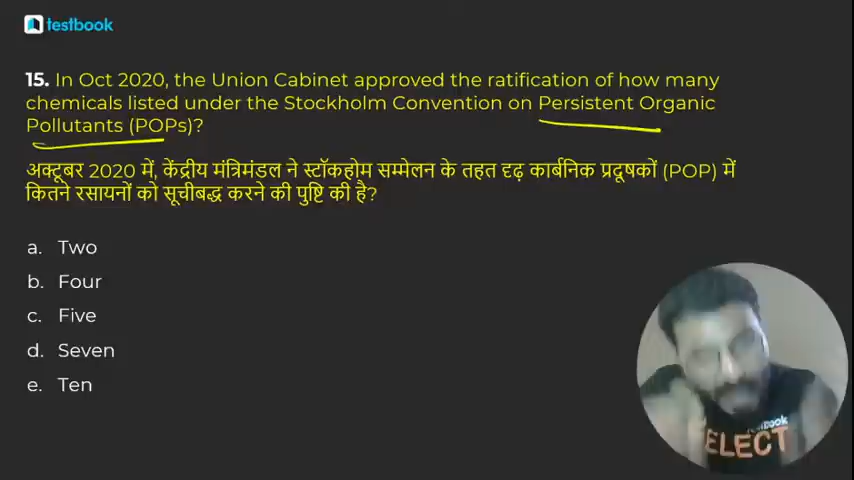 testbook
15. In Oct 2020, the Union Cabinet approved the ratification of how many
chemicals listed under the Stockholm Convention on Persistent Organic
Pollutants (POPs)?
अक्टूबर 2020 में, केंद्रीय मंत्रिमंडल ने स्टॉकहोम सम्मेलन के तहत दृढ़ कार्बनिक प्रदूषकों (POP) में
कितने रसायनों को सूचीबद्ध करने की पुष्टि की है?
a. Two
b. Four
c. Five
d. Seven
e. Ten
ELECT